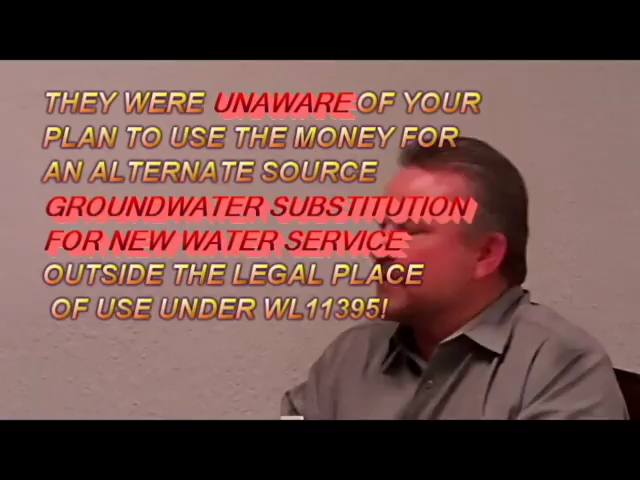 THEY WERE UNAWARE OF YOUR
PLAN TO USE THE MONEY FOR
AN ALTERNATE SOURCE
GROUNDWATER SUBSTITUTION
FOR NEW WATER SERVICE
OUTSIDE THE LEGAL PLACE
OF USE UNDER WL11395!